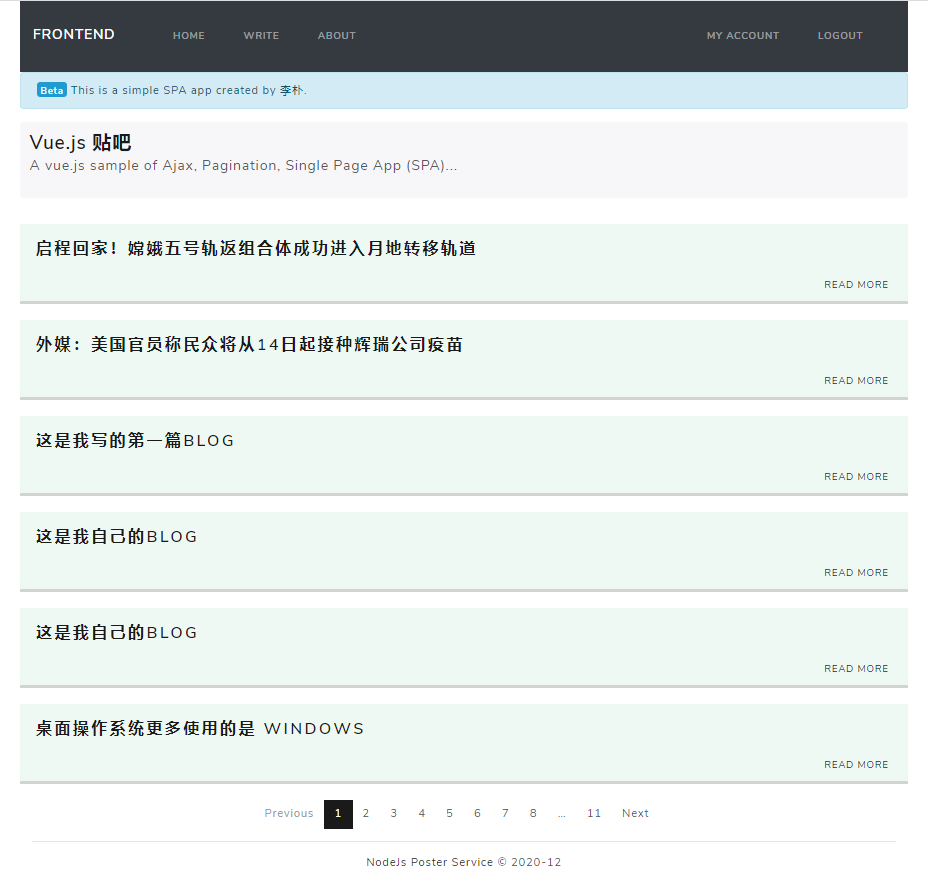 FRONTEND HOME WRITE ABOUT MY ACCOUNT LOGOUT
Beta This is a simple SPA app created by 李朴.
Vue.js 贴吧
A vue.js sample of Ajax, Pagination, Single Page App (SPA)...
启程回家！嫦娥五号轨返组合体成功进入月地转移轨道
READ MORE
外媒：美国官员称民众将从14日起接种辉瑞公司疫苗
READ MORE
这是我写的第一篇BLOG
READ MORE
这是我自己的BLOG
READ MORE
这是我自己的BLOG
READ MORE
桌面操作系统更多使用的是 WINDOWS
READ MORE
Previous 1 2 3 4 5 6 7 8 ... 11 Next
NodeJs Poster Service © 2020-12